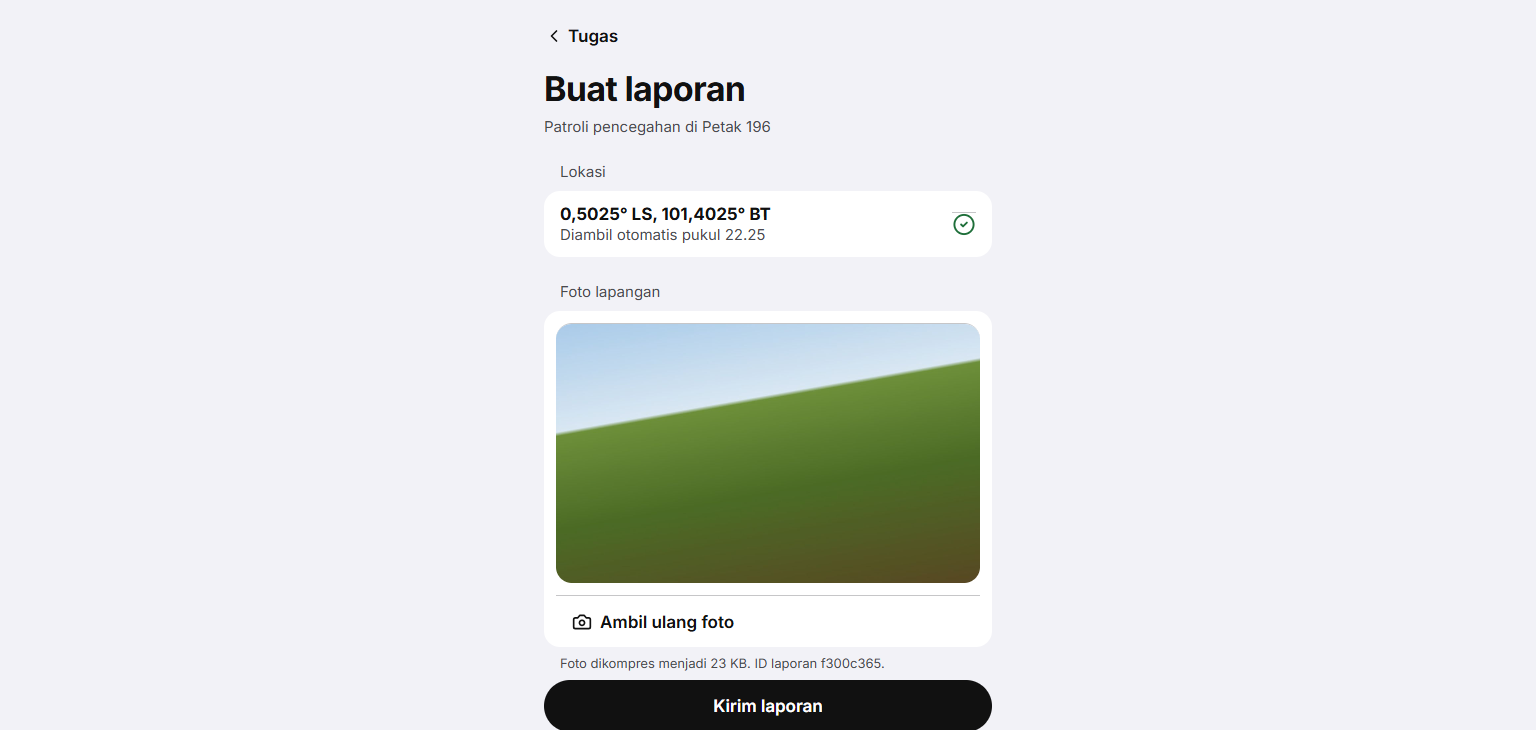 Tugas
Buat laporan
Patroli pencegahan di Petak 196
Lokasi
0,5025° LS, 101,4025° BT
Diambil otomatis pukul 22.25
Foto lapangan
Ambil ulang foto
Foto dikompres menjadi 23 KB. ID laporan f300c365.
Kirim laporan